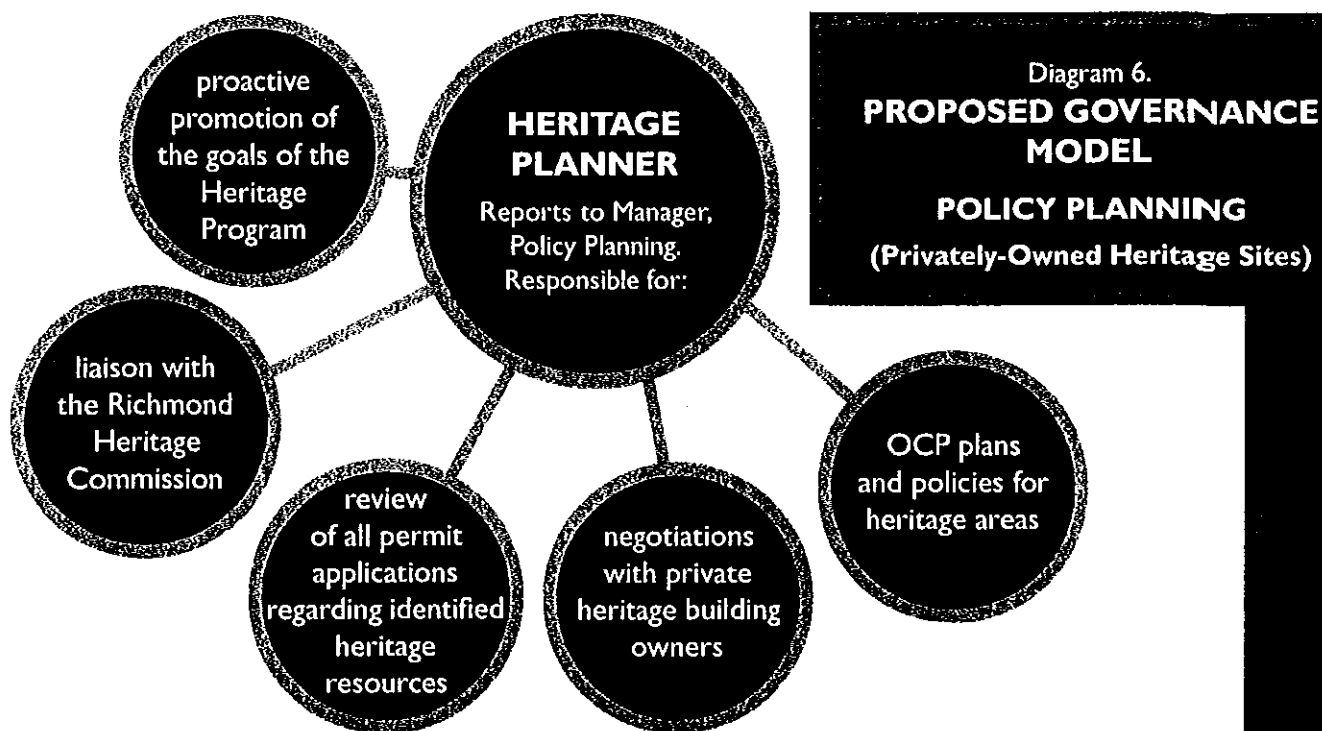 Diagram 6.
PROPOSED GOVERNANCE
MODEL
POLICY PLANNING
(Privately-Owned Heritage Sites)
HERITAGE
PLANNER
Reports to Manager,
Policy Planning.
Responsible for:
proactive
promotion of
the goals of the
Heritage
Program
liaison with
the Richmond
Heritage
Commission
review
of all permit
applications
regarding identified
heritage
resources
negotiations
with private
heritage building
owners
OCP plans
and policies for
heritage areas